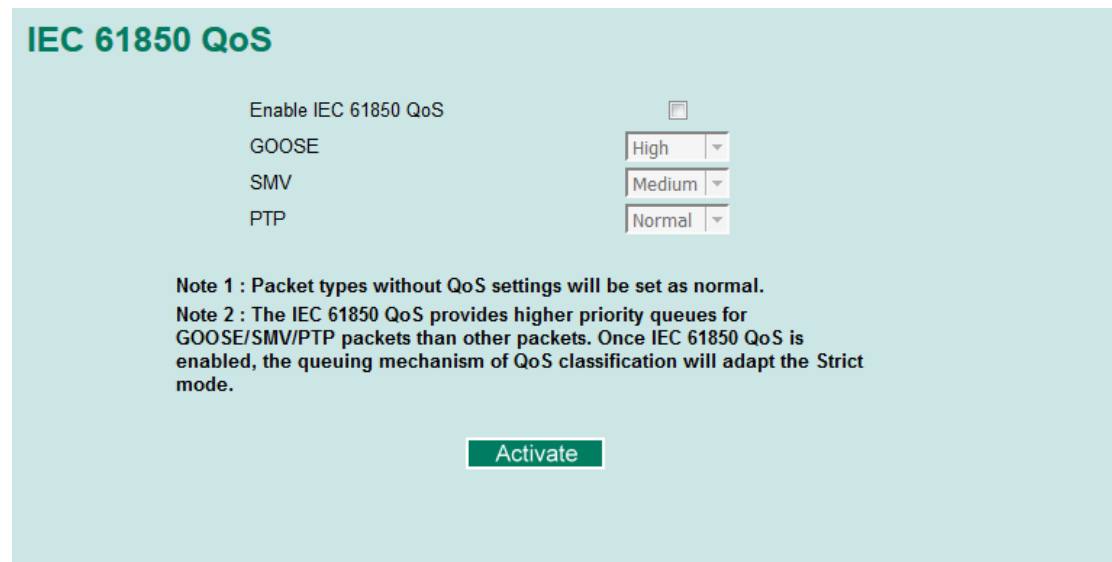 IEC 61850 QoS
Enable IEC 61850 QoS
GOOSE High
SMV Medium
PTP Normal
Note 1 : Packet types without QoS settings will be set as normal.
Note 2 : The IEC 61850 QoS provides higher priority queues for
GOOSE/SMV/PTP packets than other packets. Once IEC 61850 QoS is
enabled, the queuing mechanism of QoS classification will adapt the Strict
mode.
Activate